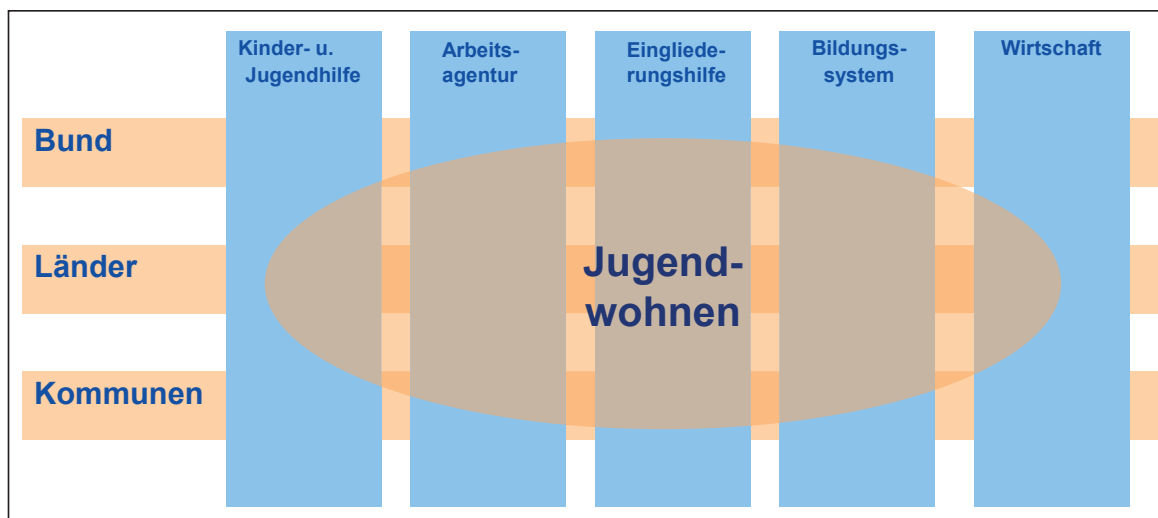 Kinder- u.
Jugendhilfe
Arbeits-
agentur
Eingliede-
rungshilfe
Bildungs-
system
Wirtschaft
Bund
Länder
Jugend-
wohnen
Kommunen